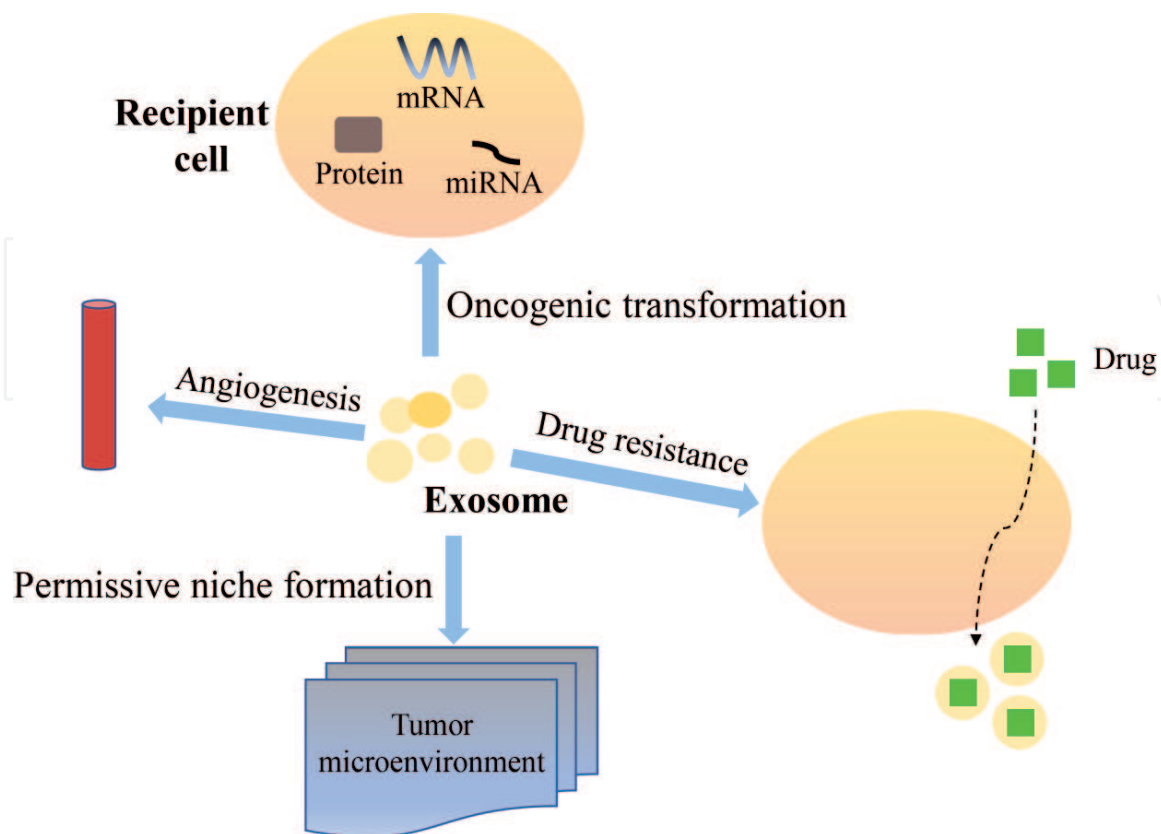 mRNA
Recipient
cell
Protein
miRNA
Oncogenic transformation
Drug
Angiogenesis
Drug resistance
Exosome
Permissive niche formation
Tumor
microenvironment